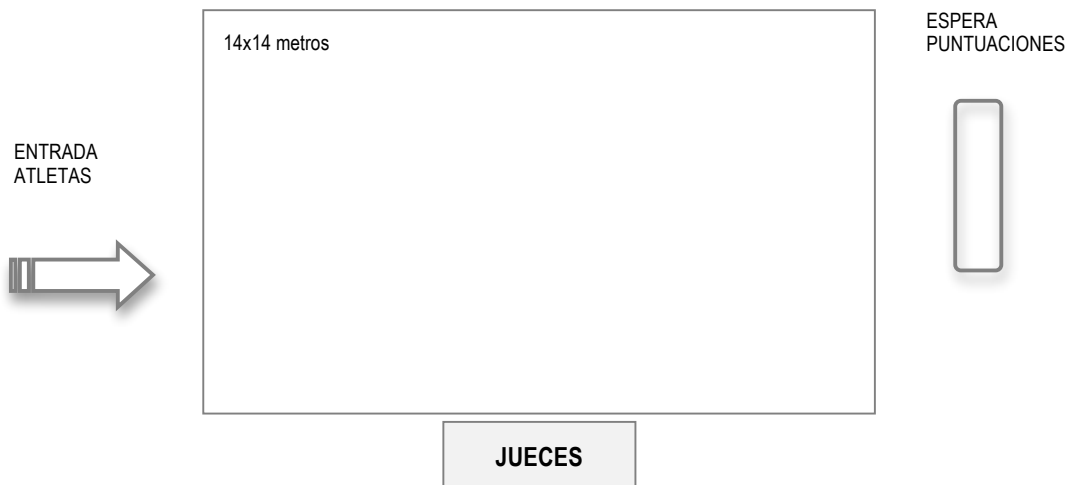 14x14 metros
ESPERA
PUNTUACIONES
ENTRADA
ATLETAS
JUECES